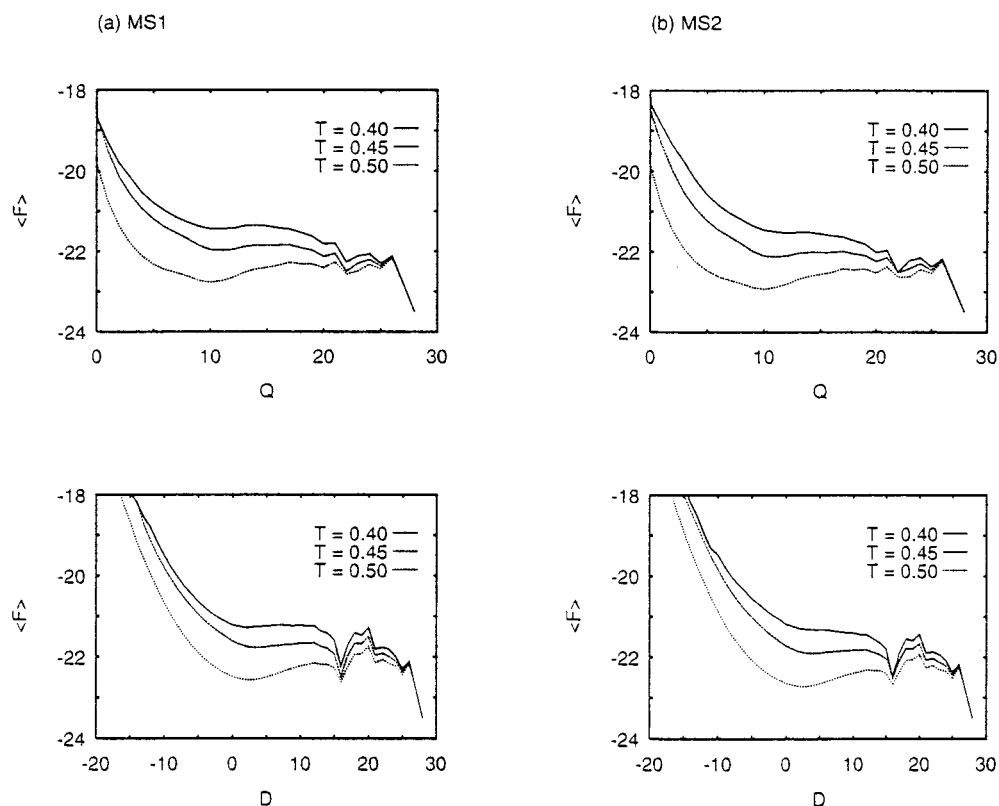 (a) MS1
(b) MS2
-18
-20
-22
-24
<F>
T = 0.40
T = 0.45
T = 0.50
0
10
20
30
Q
-18
-20
-22
-24
<F>
T = 0.40
T = 0.45
T = 0.50
0
10
20
30
Q
-18
-20
-22
-24
<F>
T = 0.40
T = 0.45
T = 0.50
-20
-10
0
10
20
30
D
-18
-20
-22
-24
<F>
T = 0.40
T = 0.45
T = 0.50
-20
-10
0
10
20
30
D